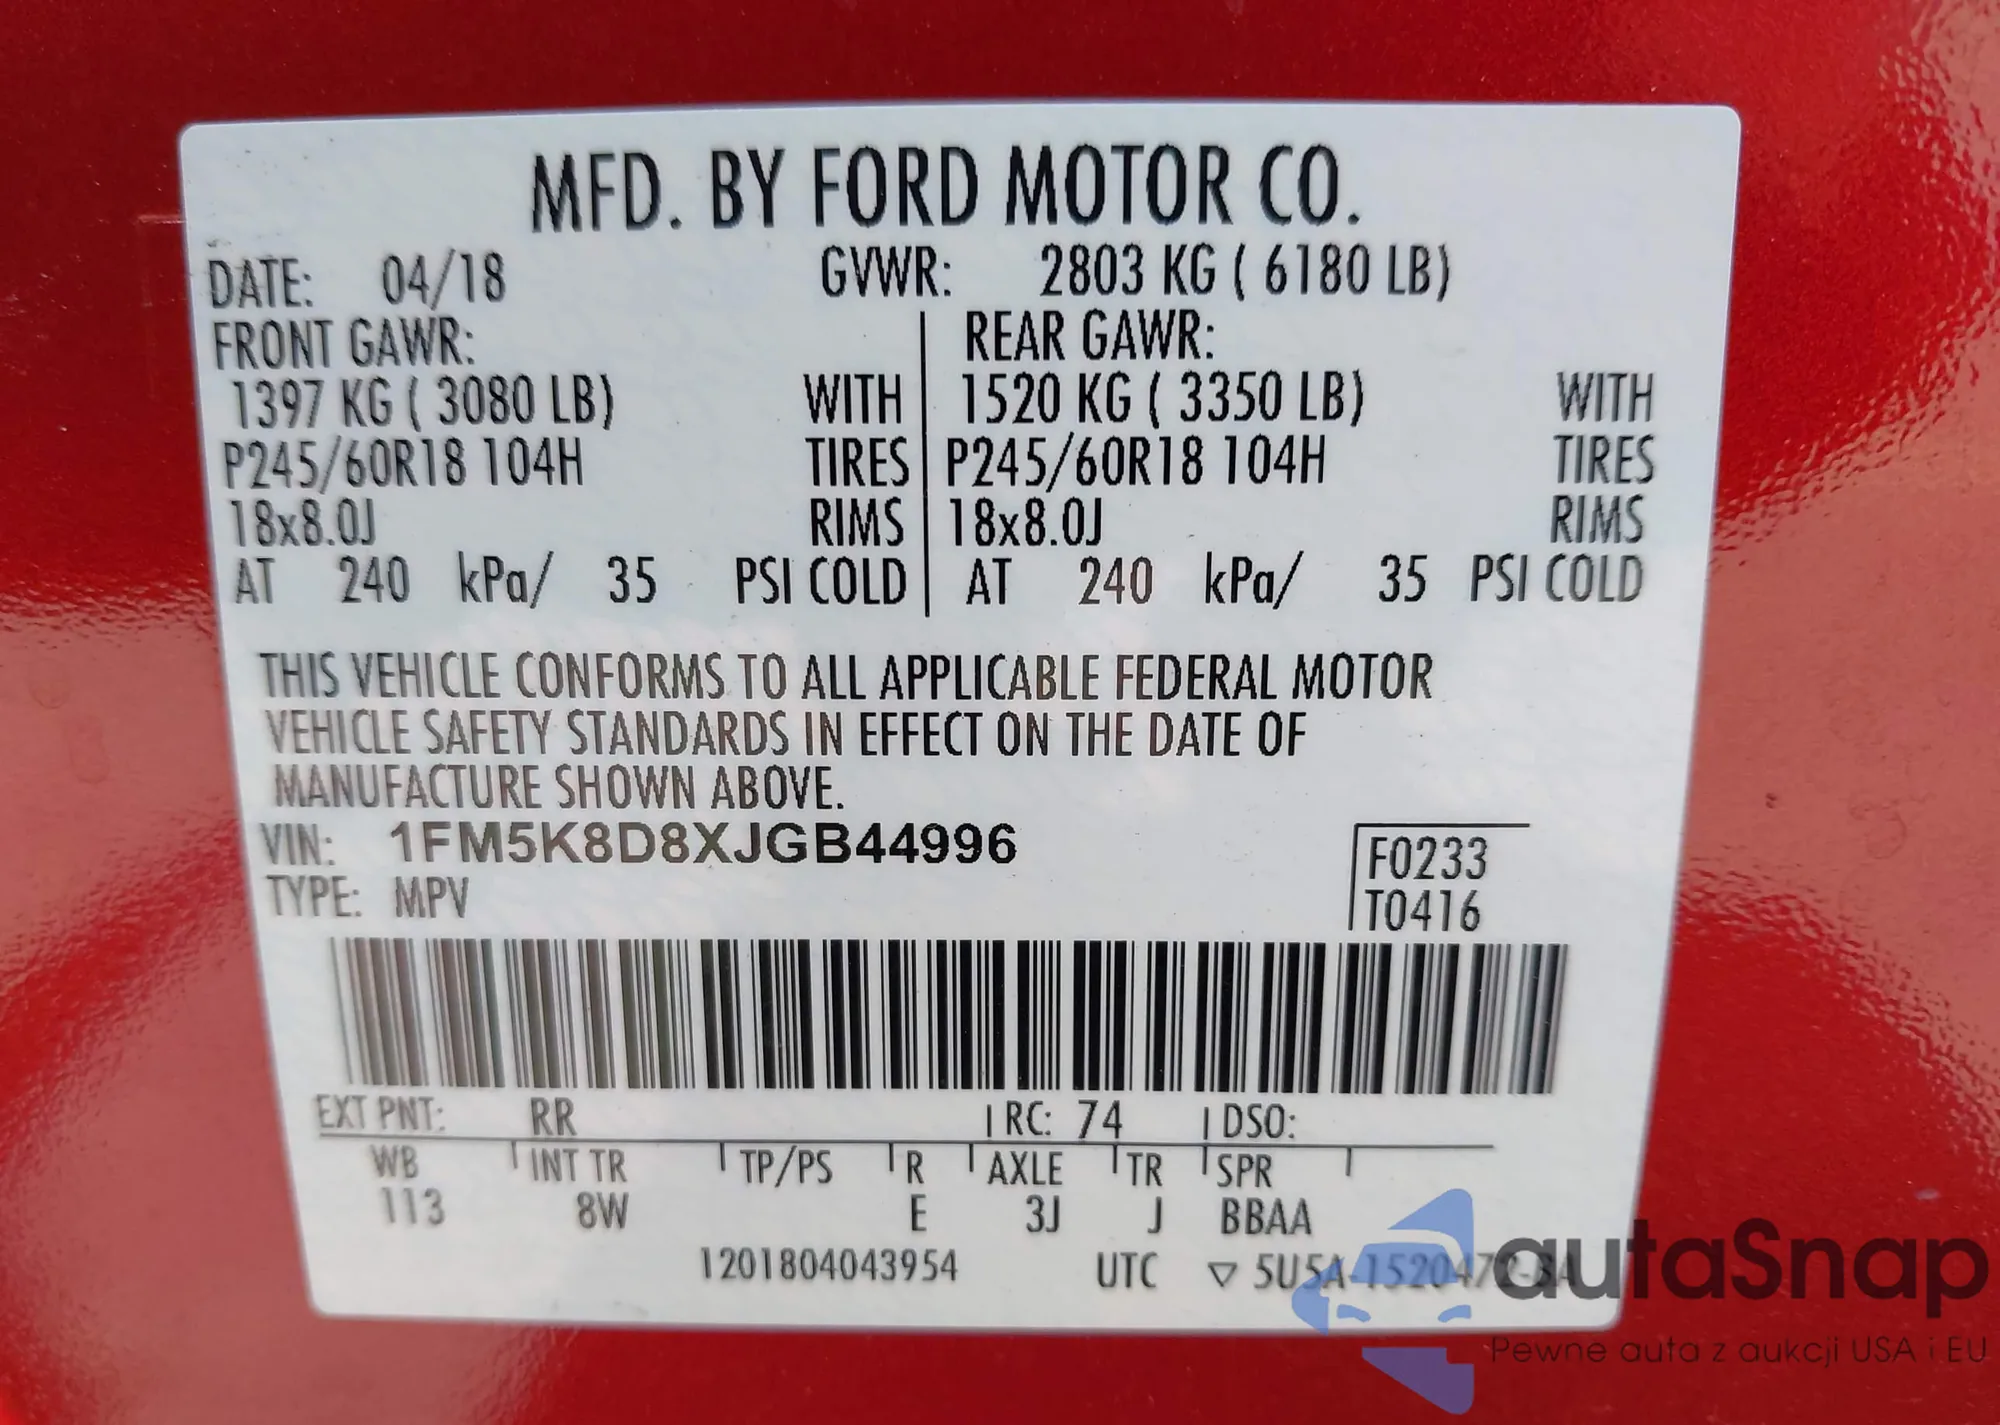 MFD. BY FORD MOTOR CO.
DATE: 04/18 GVWR: 2803 KG ( 6180 LB)
FRONT GAWR: REAR GAWR:
1397 KG ( 3080 LB) WITH 1520 KG ( 3350 LB) WITH
P245/60R18 104H TIRES P245/60R18 104H TIRES
18x8.0J RIMS 18x8.0J RIMS
AT 240 kPa/ 35 PSI COLD AT 240 kPa/ 35 PSI COLD
THIS VEHICLE CONFORMS TO ALL APPLICABLE FEDERAL MOTOR
VEHICLE SAFETY STANDARDS IN EFFECT ON THE DATE OF
MANUFACTURE SHOWN ABOVE.
VIN: 1FM5K8D8XJGB44996
F0233
TYPE: MPV
T0416
EXT PNT: RR RC: 74 DSO:
WB INT TR TP/PS R AXLE TR SPR
113 8W E 3J J BBAA
1201804043954 UTC ▽ 5U5A-1520472-BA
autaSnap
Pewne auta z aukcji USA i EU